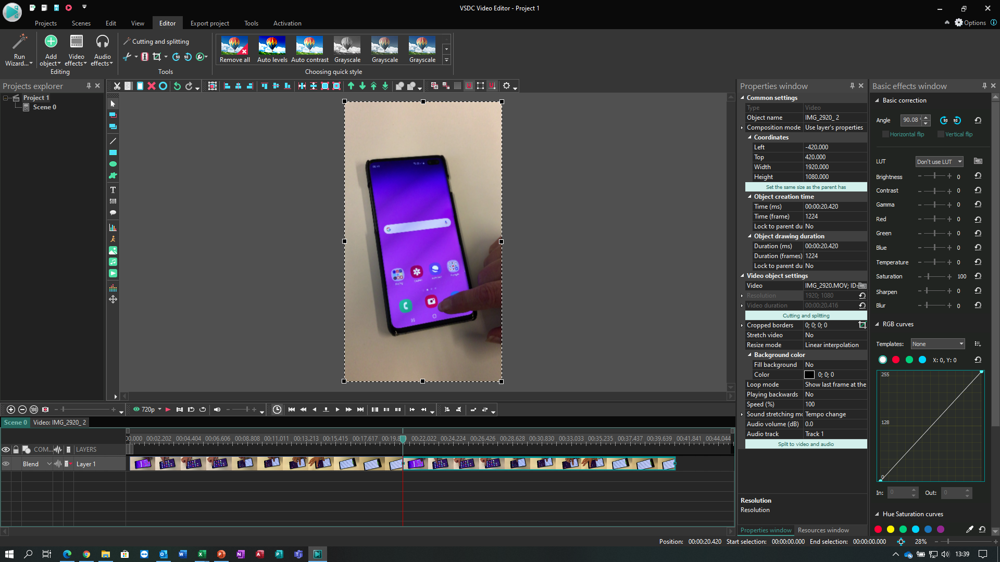 VSDC Video Editor - Project 1
Projects
Scenes
Edit
View
Editor
Export project
Tools
Activation
Options
Run
Wizard...
Add
object
Video
effects
Audio
effects
Editing
Cutting and splitting
Tools
Remove all
Auto levels
Auto contrast
Grayscale
Grayscale
Grayscale
Choosing quick style
Projects explorer
Project 1
Scene 0
T
SUB
Properties window
Common settings
Type Video
Object name IMG_2920_ 2
Composition mode Use layer's properties
Coordinates
Left -420.000
Top 420.000
Width 1920.000
Height 1080.000
Set the same size as the parent has
Object creation time
Time (ms) 00:00:20.420
Time (frame) 1224
Lock to parent du No
Object drawing duration
Duration (ms) 00:00:20.420
Duration (frames) 1224
Lock to parent du No
Video object settings
Video IMG_2920.MOV; ID=
Resolution 1920; 1080
Video duration 00:00:20.416
Cutting and splitting
Cropped borders 0; 0; 0; 0
Stretch video No
Resize mode Linear interpolation
Background color
Fill background No
Color 0; 0; 0
Loop mode Show last frame at the
Playing backwards No
Speed (%) 100
Sound stretching mo Tempo change
Audio volume (dB) 0.0
Audio track Track 1
Split to video and audio
Resolution
Resolution
Properties window
Resources window
Basic effects window
Basic correction
Angle 90.08 °
90
90
Horizontal flip
Vertical flip
LUT Don't use LUT
Brightness 0
Contrast 0
Gamma 0
Red 0
Green 0
Blue 0
Temperature 0
Saturation 100
Sharpen 0
Blur 0
RGB curves
Templates: None
X: 0, Y: 0
255
128
0
In: 0 Out: 0
Hue Saturation curves
720p
Scene 0
Video: IMG_2920_ 2
00.000 00:02.202 00:04.404 00:06.606 00:08.808 00:11.011 00:13.213 00:15.415 00:17.617 00:19.8 00:22.022 00:24.224 00:26.426 00:28.628 00:30.830 00:33.033 00:35.235 00:37.437 00:39.639 00:41.841 00:44.044
COM...
LAYERS
Blend
Layer 1
Position: 00:00:20.420 Start selection: 00:00:00.000 End selection: 00:00:00.000 28%
13:39